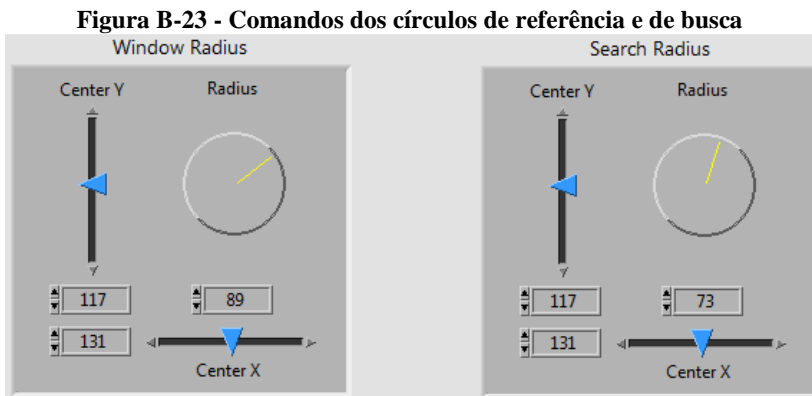 Figura B-23 - Comandos dos círculos de referência e de busca
Window Radius
Center Y
Radius
117
89
131
Center X
Search Radius
Center Y
Radius
117
73
131
Center X